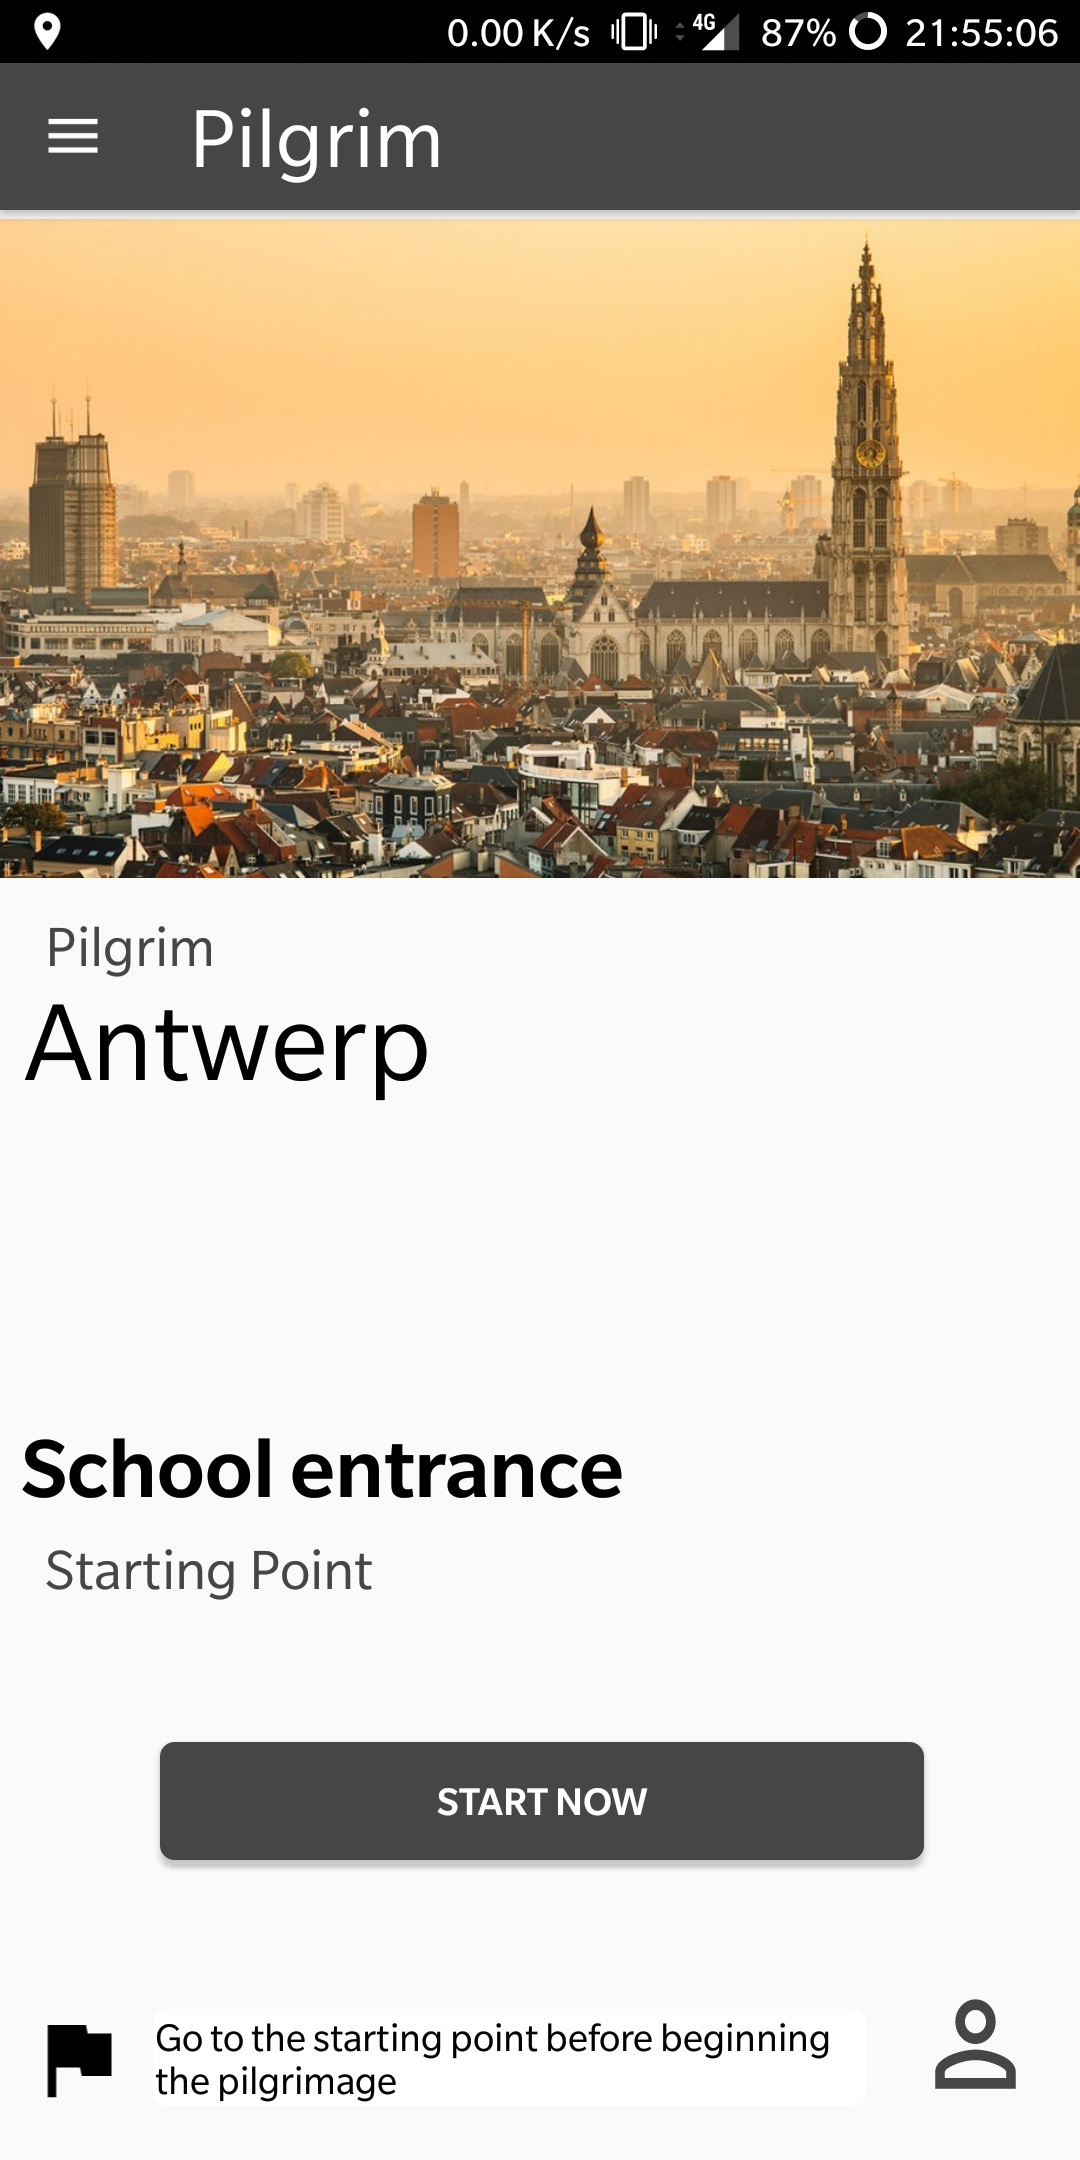 0.00 K/s 4G 87% 21:55:06
Pilgrim
Pilgrim
Antwerp
School entrance
Starting Point
START NOW
Go to the starting point before beginning
the pilgrimage